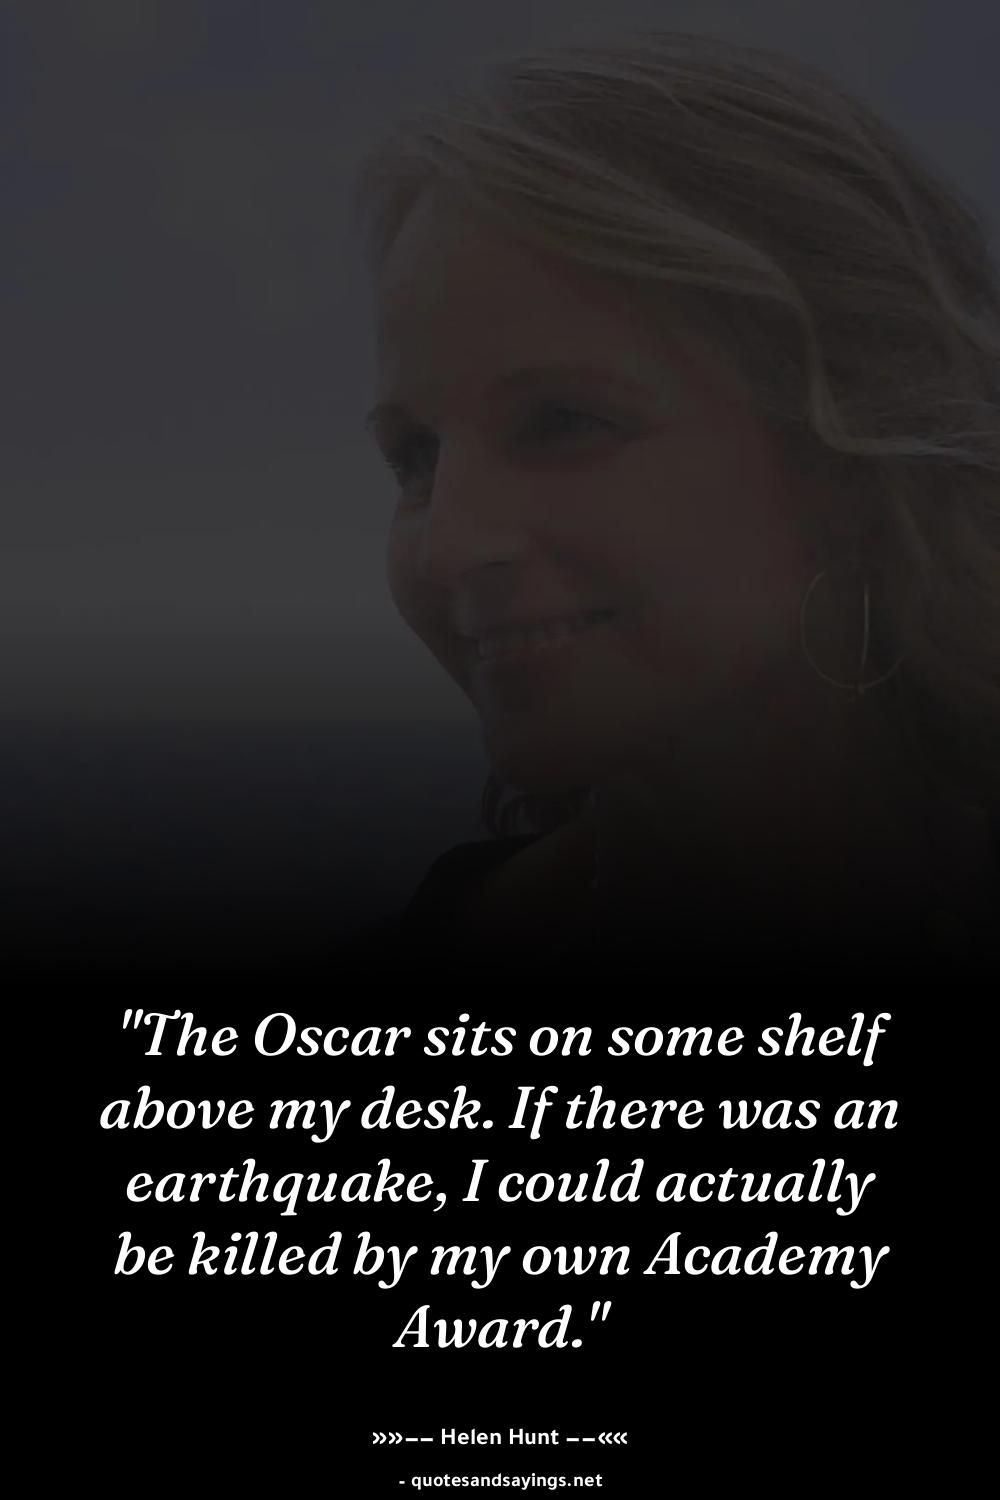 "The Oscar sits on some shelf
above my desk. If there was an
earthquake, I could actually
be killed by my own Academy
Award."
»»–– Helen Hunt ––««
- quotesandsayings.net